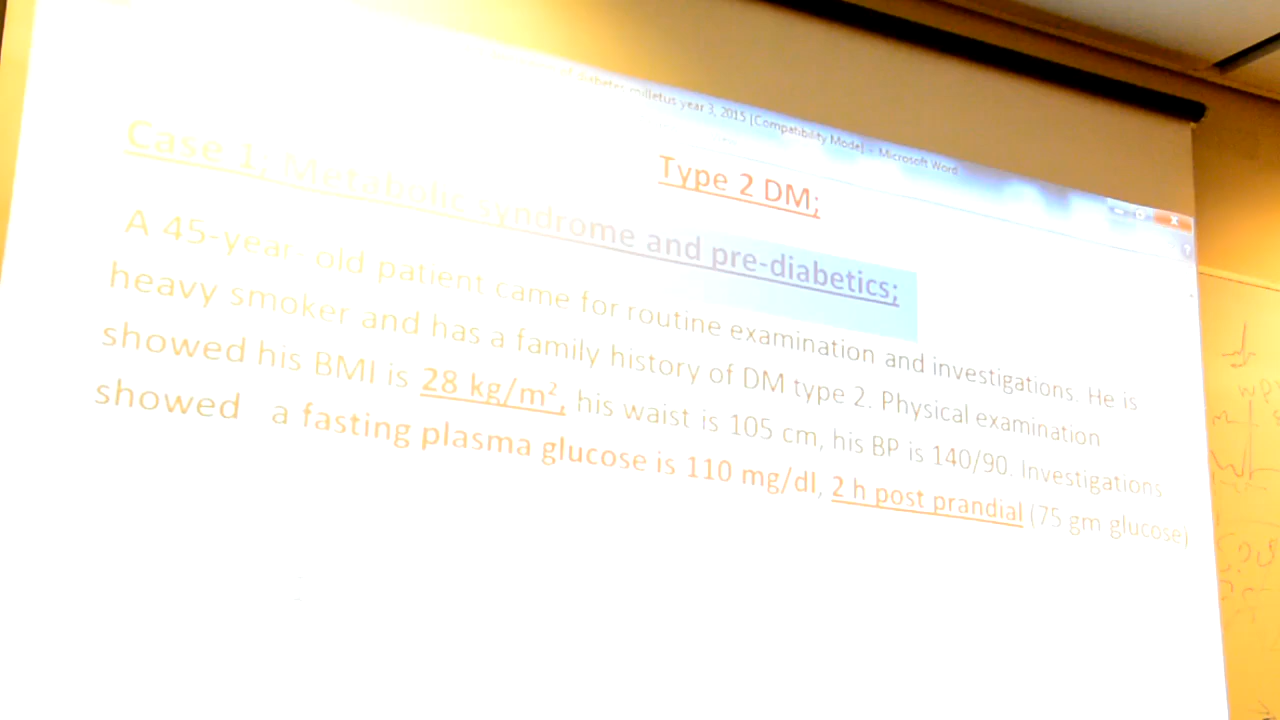 of diabetes milletus year 3, 2015 [Compatibility Mode] - Microsoft Word
Type 2 DM;
Case 1, Metabolic syndrome and pre-diabetics;
A 45-year- old patient came for routine examination and investigations. He is
heavy smoker and has a family history of DM type 2. Physical examination
showed his BMI is 28 kg/m², his waist is 105 cm, his BP is 140/90. Investigations
showed a fasting plasma glucose is 110 mg/dl, 2 h post prandial (75 gm glucose)